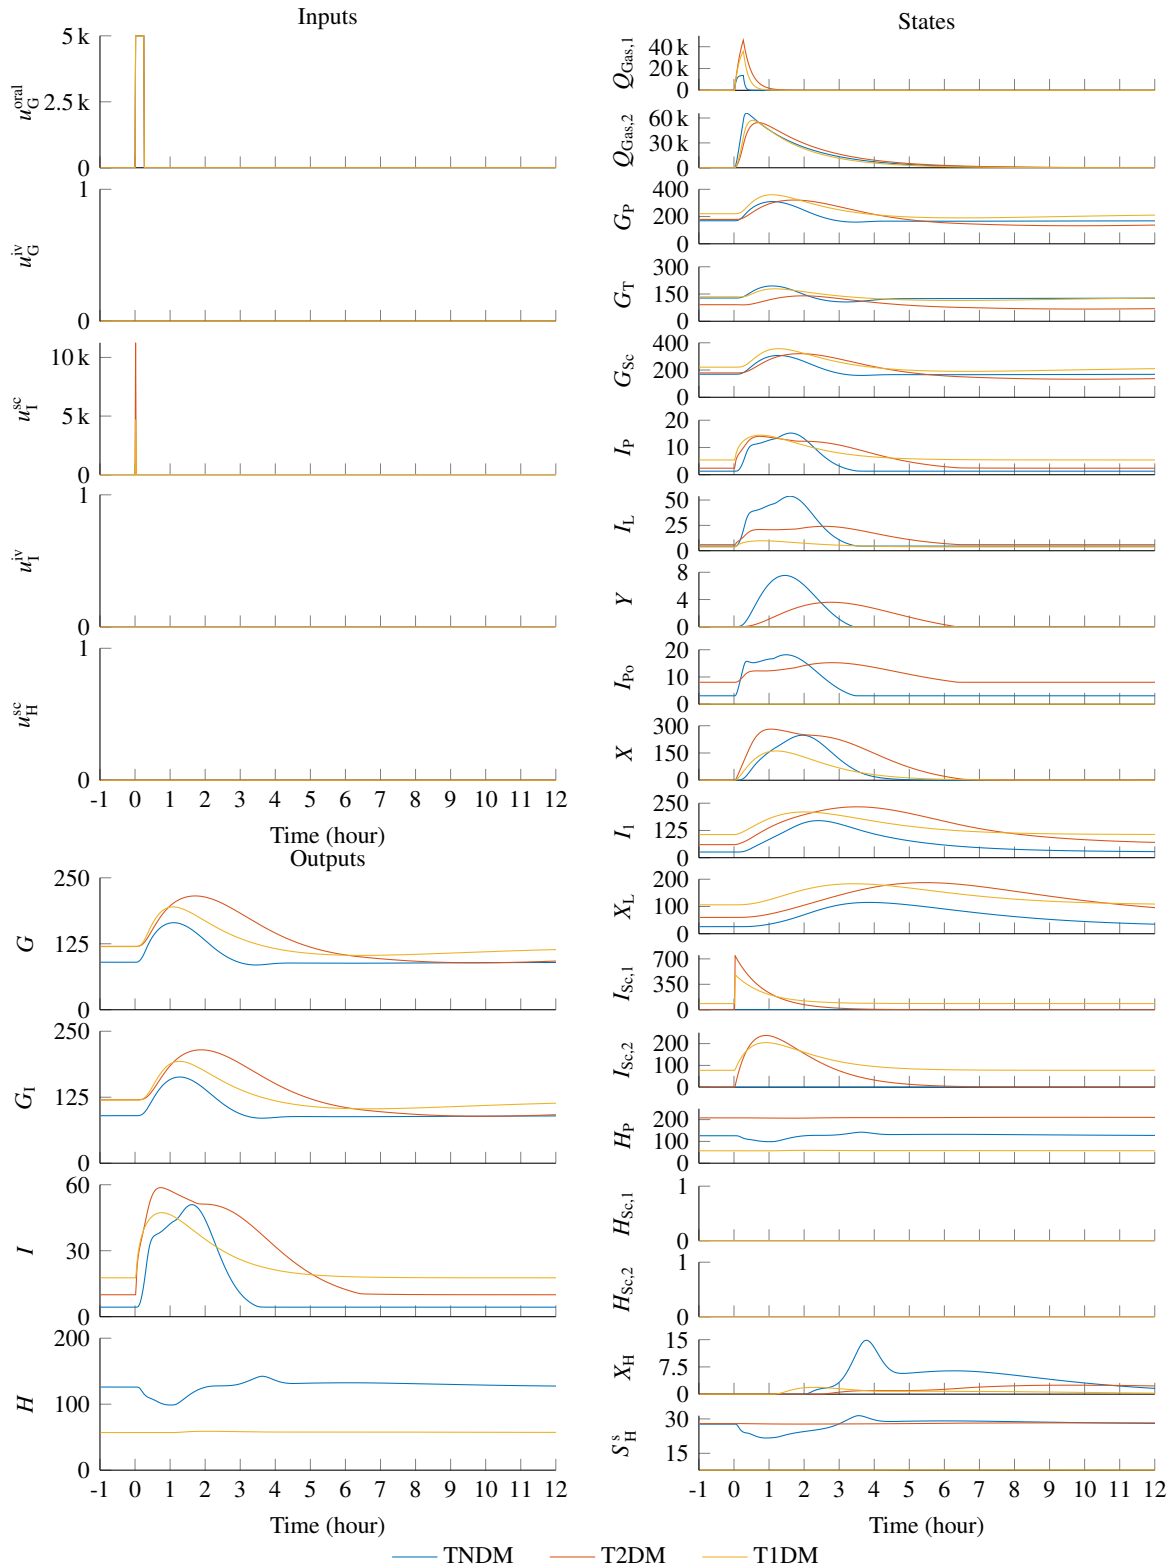 Inputs
5 k
2.5 k
0
u_G^oral
1
0
u_G^iv
10 k
5 k
0
u_I^sc
1
0
u_I^iv
1
0
u_H^sc
-1 0 1 2 3 4 5 6 7 8 9 10 11 12
Time (hour)
Outputs
250
125
0
G
250
125
0
G_I
60
30
0
I
200
100
0
H
-1 0 1 2 3 4 5 6 7 8 9 10 11 12
Time (hour)
States
40 k
20 k
0
Q_Gas,1
60 k
40 k
20 k
0
Q_Gas,2
400
200
0
G_P
300
150
0
G_T
400
200
0
G_Sc
20
10
0
I_P
50
25
0
I_L
8
4
0
Y
20
10
0
I_Po
300
150
0
X
250
125
0
I_1
200
100
0
X_L
700
350
0
I_Sc,1
200
100
0
I_Sc,2
200
100
0
H_P
1
0
H_Sc,1
1
0
H_Sc,2
15
7.5
0
X_H
30
15
S_H^s
-1 0 1 2 3 4 5 6 7 8 9 10 11 12
Time (hour)
TNDM T2DM T1DM